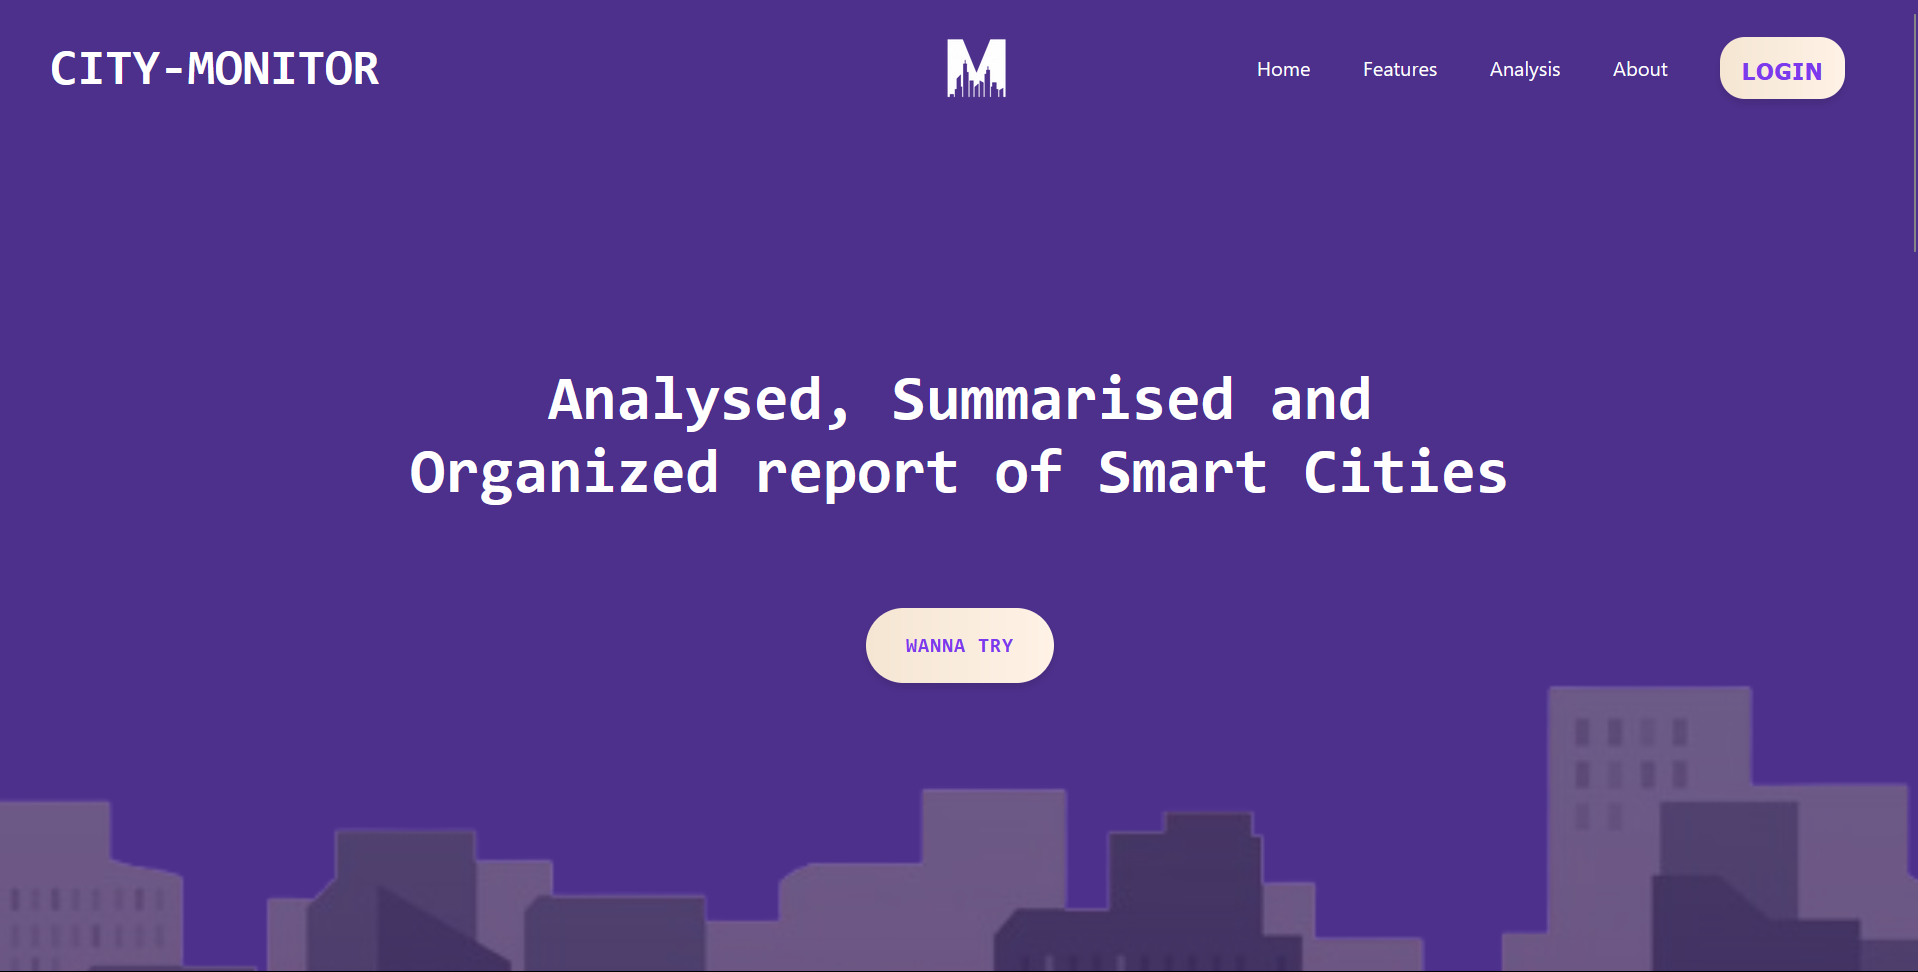 CITY-MONITOR
M
Home
Features
Analysis
About
LOGIN
Analysed, Summarised and
Organized report of Smart Cities
WANNA TRY